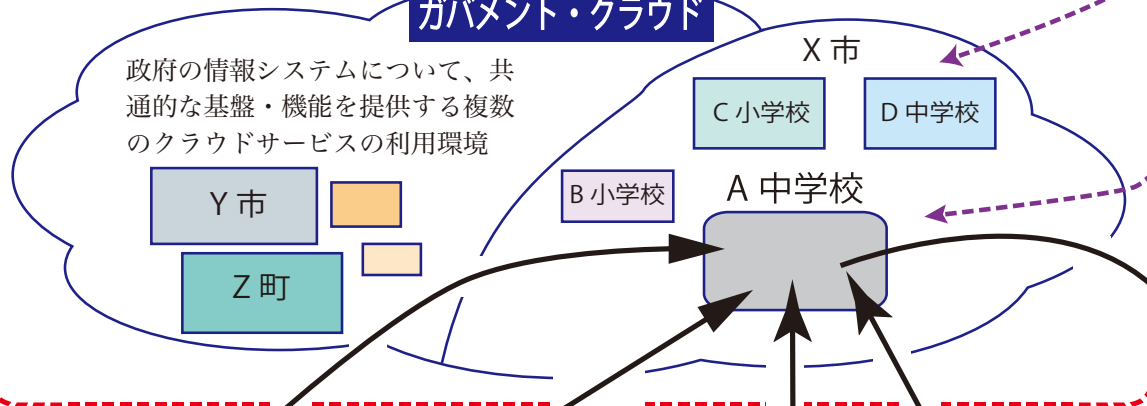 ガバメント・クラウド
政府の情報システムについて、共
通的な基盤・機能を提供する複数
のクラウドサービスの利用環境
X 市
C 小学校
D 中学校
B 小学校
A 中学校
Y 市
Z 町